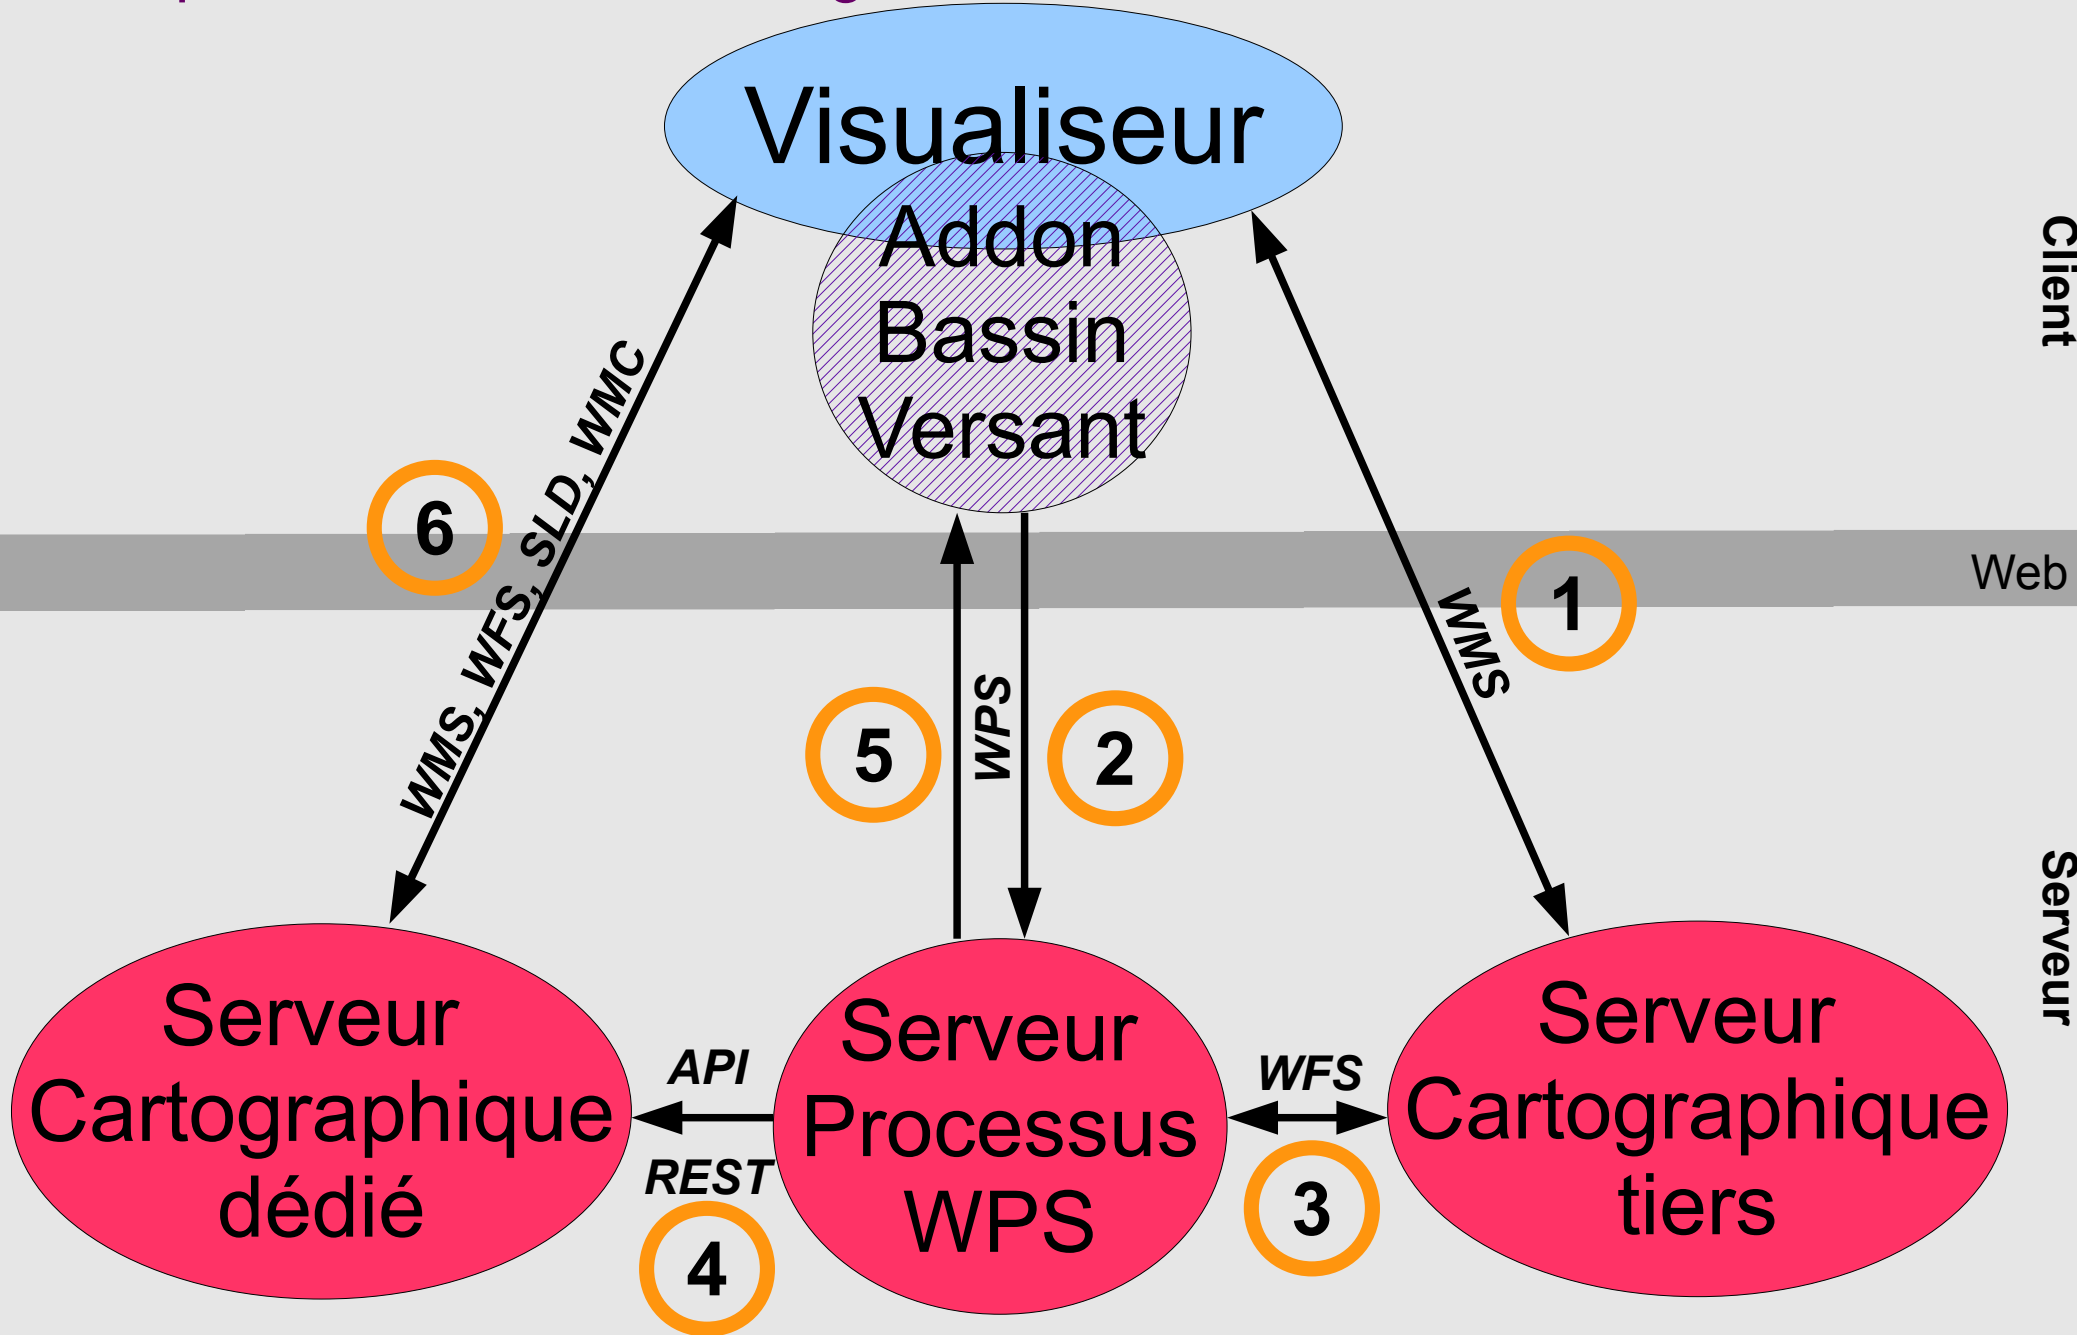 Visualiseur
Addon
Bassin
Versant
Client
WMS, WFS, SLD, WMC
6
Web
1
WMS
5
WPS
2
Serveur
Serveur
Cartographique
dédié
API
REST
4
Serveur
Processus
WPS
WFS
3
Serveur
Cartographique
tiers